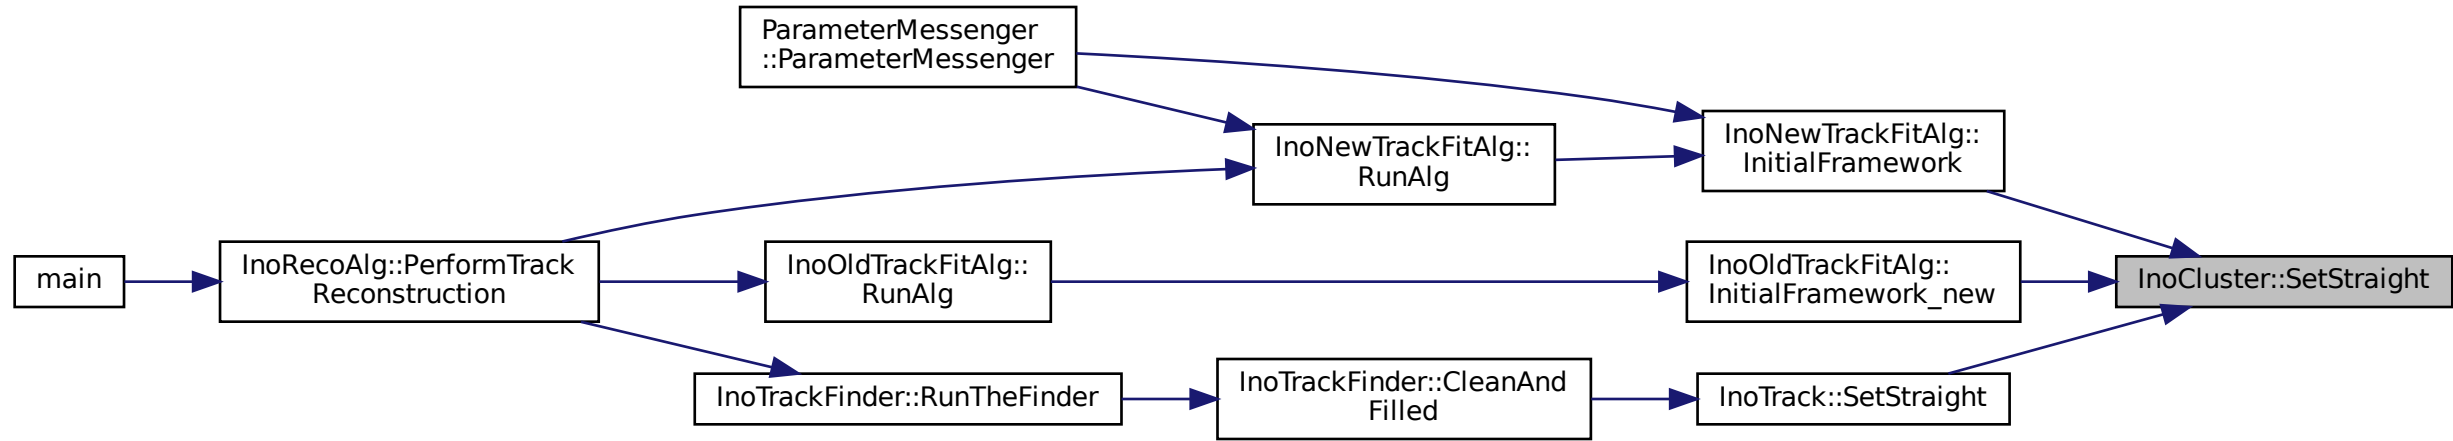 ParameterMessenger
::ParameterMessenger
InoNewTrackFitAlg::
InitialFramework
InoNewTrackFitAlg::
RunAlg
main
InoRecoAlg::PerformTrack
Reconstruction
InoOldTrackFitAlg::
RunAlg
InoOldTrackFitAlg::
InitialFramework_new
InoCluster::SetStraight
InoTrackFinder::RunTheFinder
InoTrackFinder::CleanAnd
Filled
InoTrack::SetStraight